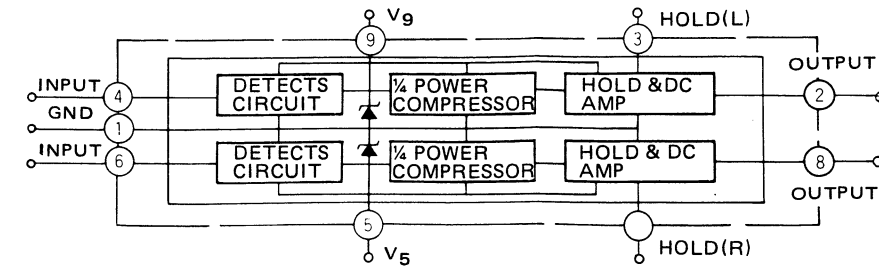 V9
HOLD(L)
9
3
OUTPUT
INPUT
4
DETECTS
CIRCUIT
¼ POWER
COMPRESSOR
HOLD & DC
AMP
2
GND
1
INPUT
6
DETECTS
CIRCUIT
¼ POWER
COMPRESSOR
HOLD & DC
AMP
8
OUTPUT
5
V5
HOLD(R)